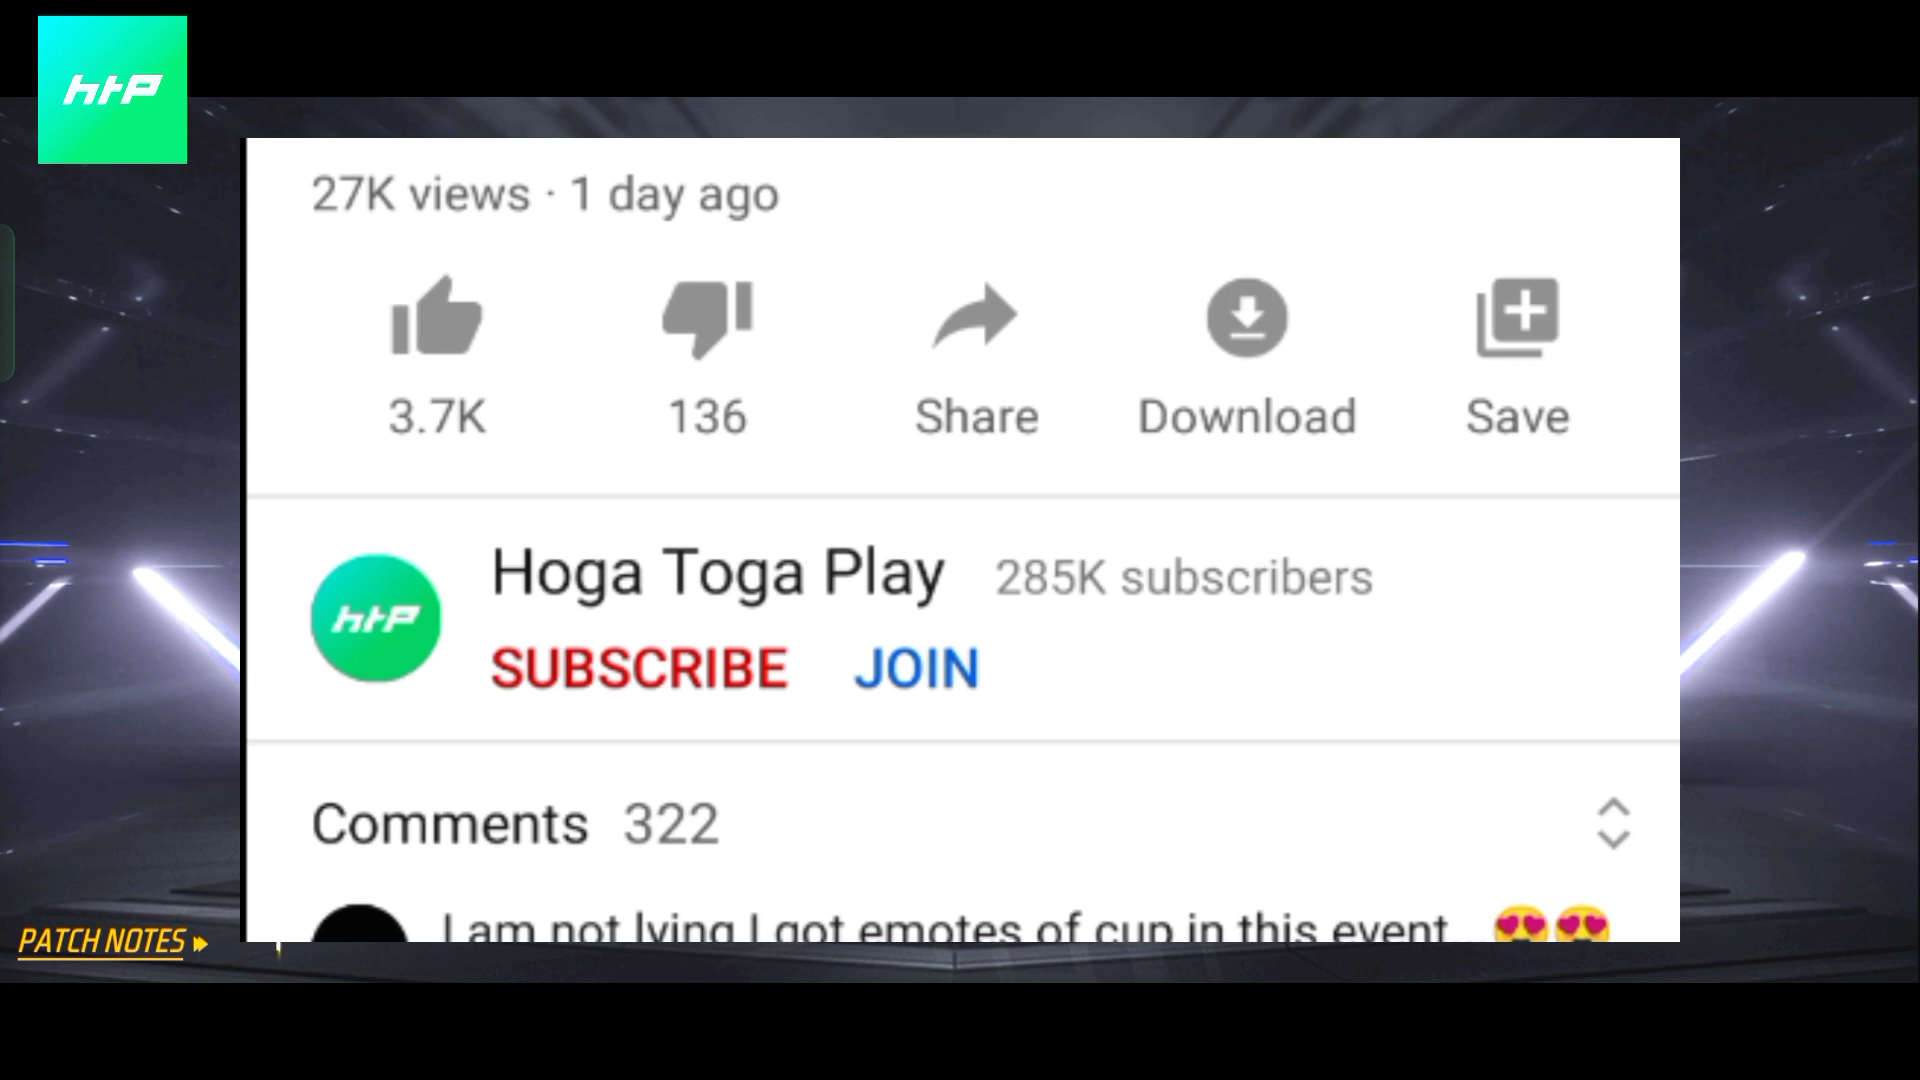 htP
27K views · 1 day ago
3.7K
136
Share
Download
Save
htP
Hoga Toga Play 285K subscribers
SUBSCRIBE JOIN
Comments 322
I am not lying I got emotes of cup in this event.. 😍😍
PATCH NOTES